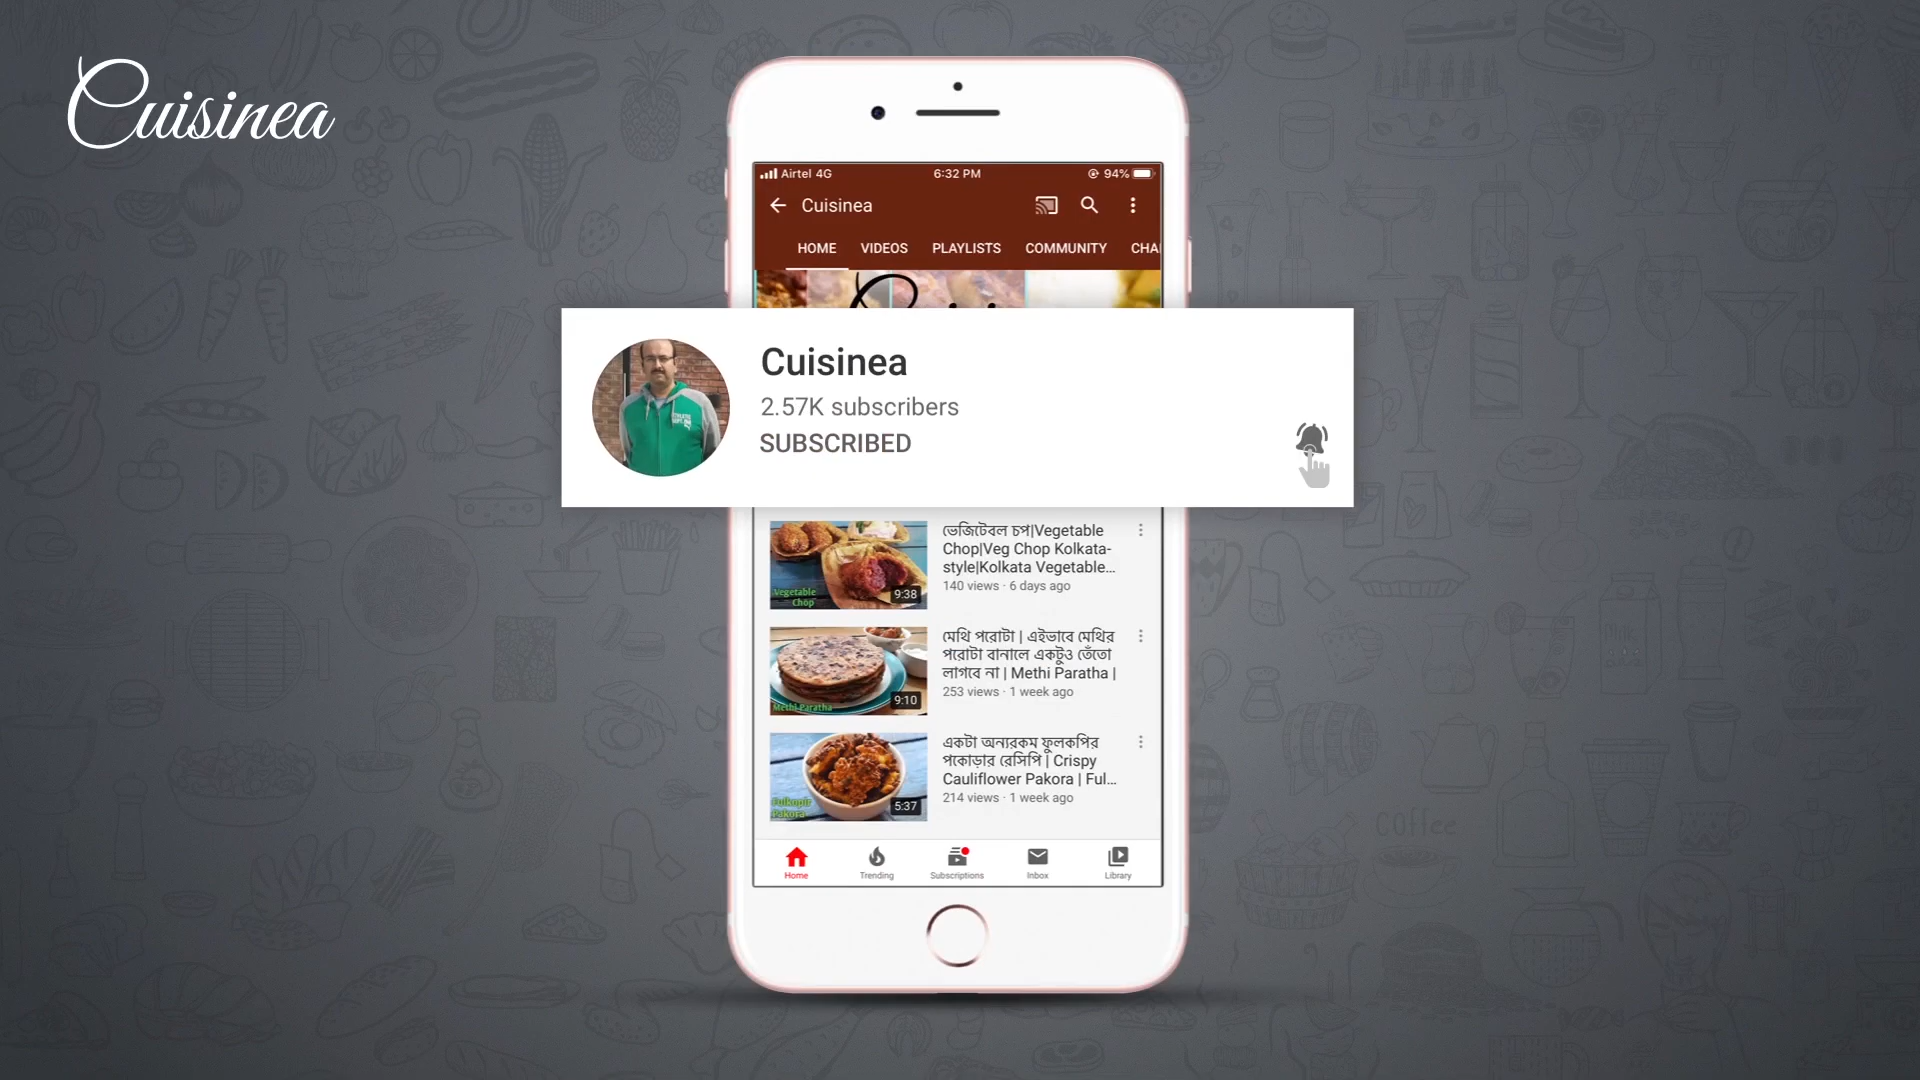 Cuisinea
Airtel 4G
6:32 PM
94%
Cuisinea
HOME
VIDEOS
PLAYLISTS
COMMUNITY
Cuisinea
2.57K subscribers
SUBSCRIBED
ভেজিটেবল চপ|Vegetable
Chop|Veg Chop Kolkata-
style|Kolkata Vegetable...
140 views · 6 days ago
Vegetable
Chop
9:38
মেথি পরোটা | এইভাবে মেথির
পরোটা বানালে একটুও তেঁতো
লাগবে না | Methi Paratha |
253 views · 1 week ago
Methi Paratha
9:10
একটা অন্যরকম ফুলকপির
পকোড়ার রেসিপি | Crispy
Cauliflower Pakora | Ful...
214 views · 1 week ago
Fulkopir
Pakora
5:37
Home
Trending
Subscriptions
Inbox
Library
coffee